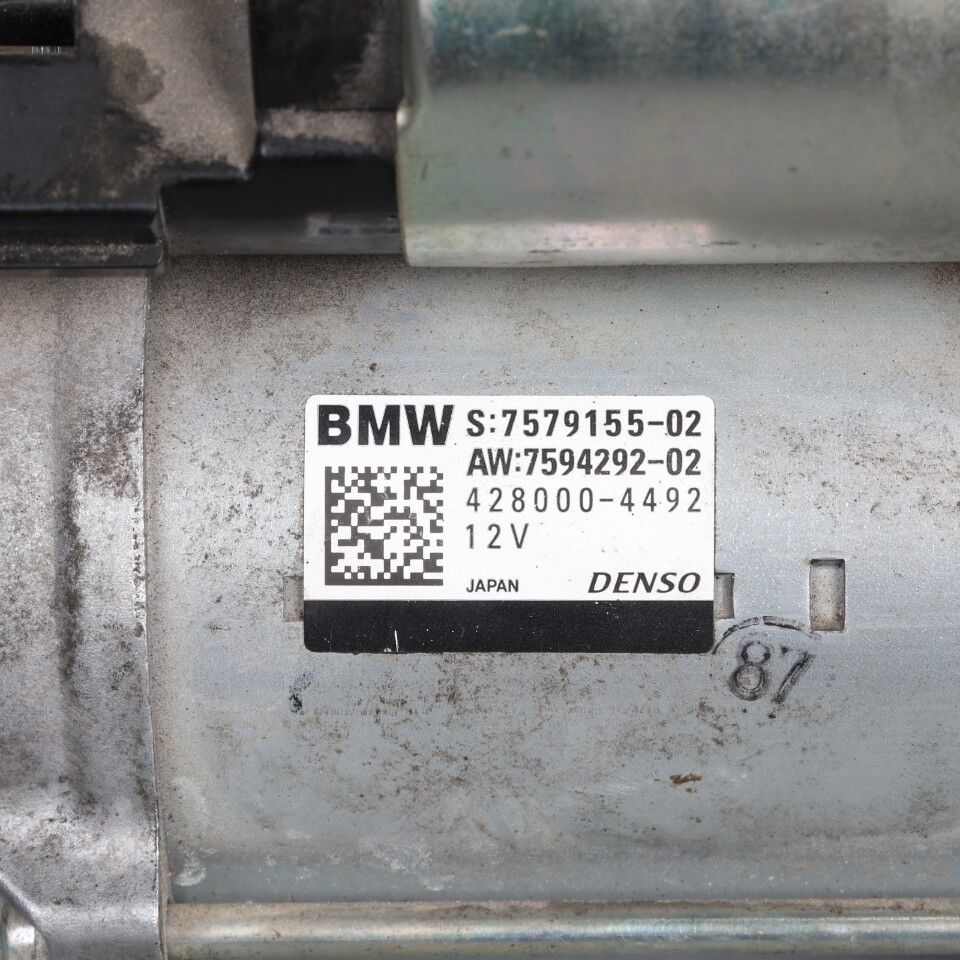 BMW S:7579155-02
AW:7594292-02
428000-4492
12V
JAPAN DENSO
87